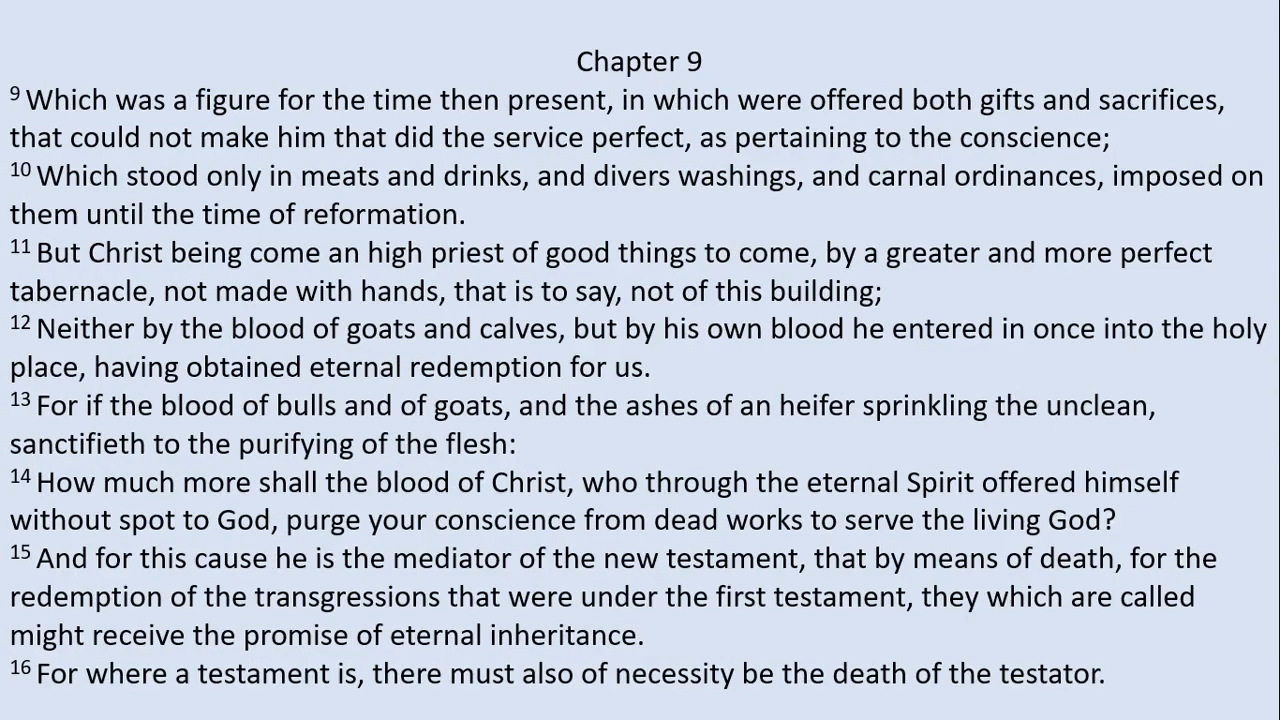 Chapter 9
9 Which was a figure for the time then present, in which were offered both gifts and sacrifices,
that could not make him that did the service perfect, as pertaining to the conscience;
10 Which stood only in meats and drinks, and divers washings, and carnal ordinances, imposed on
them until the time of reformation.
11 But Christ being come an high priest of good things to come, by a greater and more perfect
tabernacle, not made with hands, that is to say, not of this building;
12 Neither by the blood of goats and calves, but by his own blood he entered in once into the holy
place, having obtained eternal redemption for us.
13 For if the blood of bulls and of goats, and the ashes of an heifer sprinkling the unclean,
sanctifieth to the purifying of the flesh:
14 How much more shall the blood of Christ, who through the eternal Spirit offered himself
without spot to God, purge your conscience from dead works to serve the living God?
15 And for this cause he is the mediator of the new testament, that by means of death, for the
redemption of the transgressions that were under the first testament, they which are called
might receive the promise of eternal inheritance.
16 For where a testament is, there must also of necessity be the death of the testator.